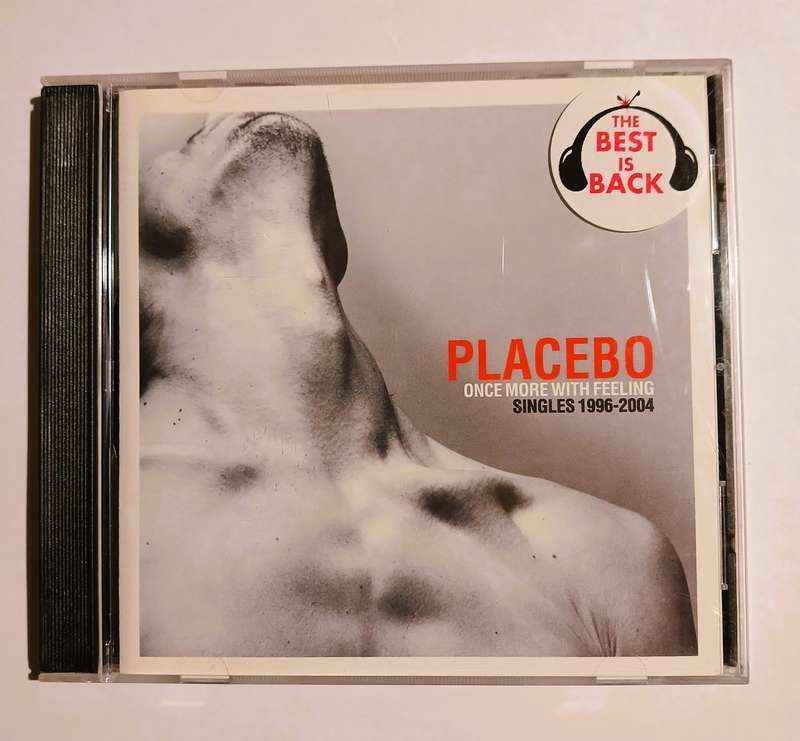 THE
BEST
IS
BACK
PLACEBO
ONCE MORE WITH FEELING
SINGLES 1996-2004